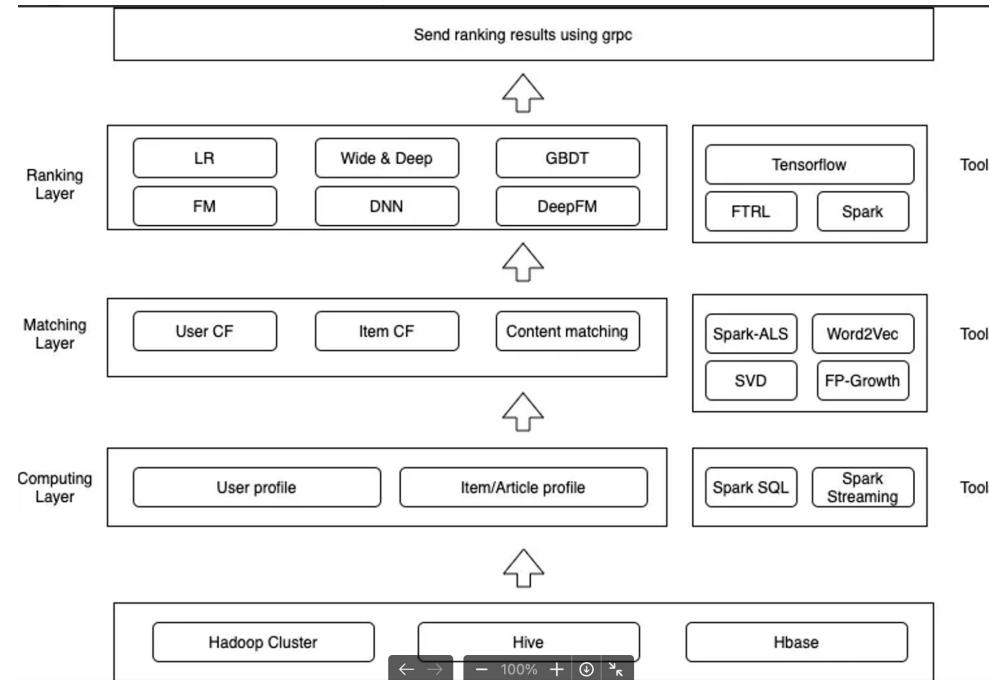 Send ranking results using grpc
Ranking
Layer
LR
Wide & Deep
GBDT
FM
DNN
DeepFM
Tensorflow
FTRL
Spark
Tool
Matching
Layer
User CF
Item CF
Content matching
Spark-ALS
Word2Vec
SVD
FP-Growth
Tool
Computing
Layer
User profile
Item/Article profile
Spark SQL
Spark
Streaming
Tool
Hadoop Cluster
Hive
Hbase
100%